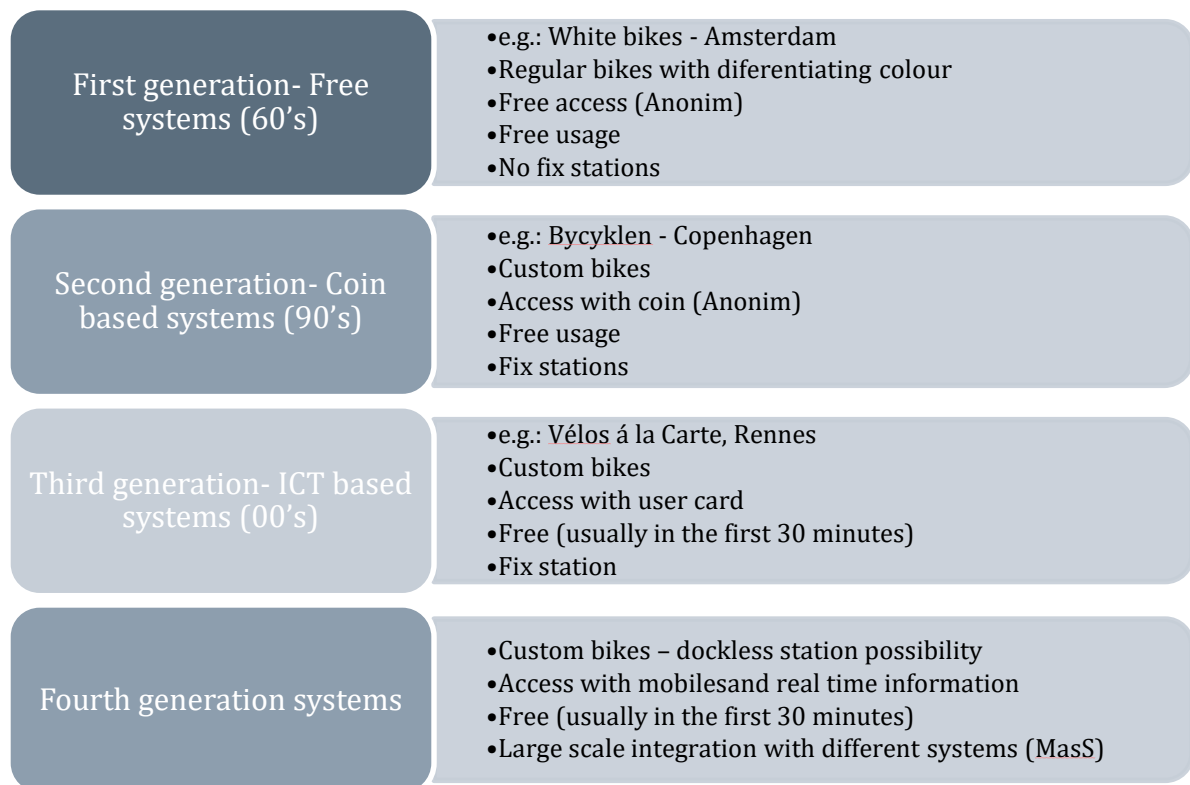 First generation- Free
systems (60’s)
•e.g.: White bikes - Amsterdam
•Regular bikes with diferentiating colour
•Free access (Anonim)
•Free usage
•No fix stations
Second generation- Coin
based systems (90’s)
•e.g.: Bycyklen - Copenhagen
•Custom bikes
•Access with coin (Anonim)
•Free usage
•Fix stations
Third generation- ICT based
systems (00’s)
•e.g.: Vélos á la Carte, Rennes
•Custom bikes
•Access with user card
•Free (usually in the first 30 minutes)
•Fix station
Fourth generation systems
•Custom bikes – dockless station possibility
•Access with mobilesand real time information
•Free (usually in the first 30 minutes)
•Large scale integration with different systems (MasS)